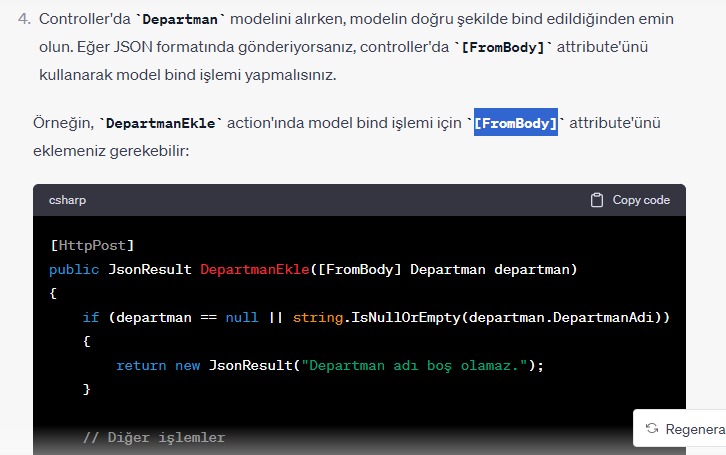 4. Controller'da `Departman` modelini alırken, modelin doğru şekilde bind edildiğinden emin
olun. Eğer JSON formatında gönderiyorsanız, controller'da `[FromBody]` attribute'ünü
kullanarak model bind işlemi yapmalısınız.
Örneğin, `DepartmanEkle` action'ında model bind işlemi için `[FromBody]` attribute'ünü
eklemeniz gerekebilir:
csharp Copy code
[HttpPost]
public JsonResult DepartmanEkle([FromBody] Departman departman)
{
if (departman == null || string.IsNullOrEmpty(departman.DepartmanAdi))
{
return new JsonResult("Departman adı boş olamaz.");
}
// Diğer işlemler
Regenera